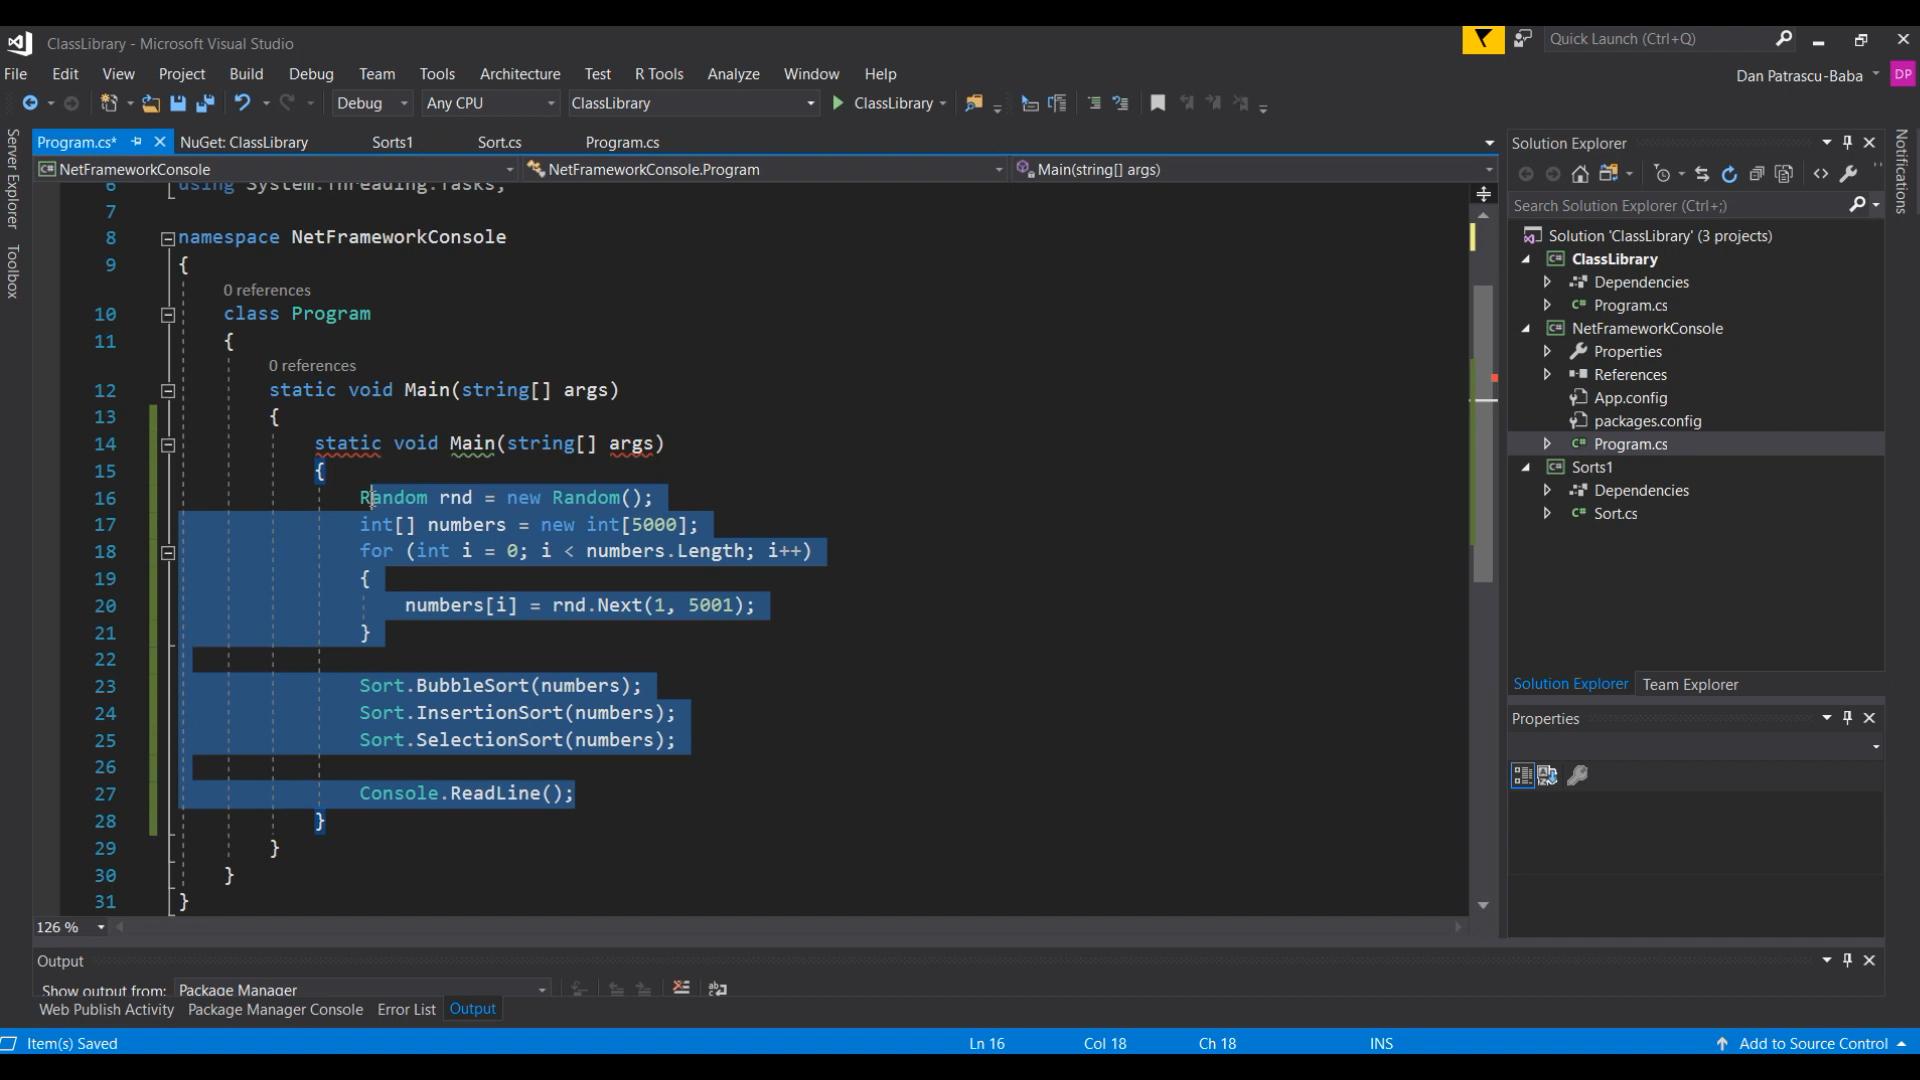 ClassLibrary - Microsoft Visual Studio
Quick Launch (Ctrl+Q)
File Edit View Project Build Debug Team Tools Architecture Test R Tools Analyze Window Help
Dan Patrascu-Baba DP
Debug Any CPU ClassLibrary ClassLibrary
Server Explorer
Toolbox
Program.cs* NuGet: ClassLibrary Sorts1 Sort.cs Program.cs
NetFrameworkConsole NetFrameworkConsole.Program Main(string[] args)
6 using System.Threading.Tasks;
7
8 namespace NetFrameworkConsole
9 {
0 references
10 class Program
11 {
0 references
12 static void Main(string[] args)
13 {
14 static void Main(string[] args)
15 {
16 Random rnd = new Random();
17 int[] numbers = new int[5000];
18 for (int i = 0; i < numbers.Length; i++)
19 {
20 numbers[i] = rnd.Next(1, 5001);
21 }
22
23 Sort.BubbleSort(numbers);
24 Sort.InsertionSort(numbers);
25 Sort.SelectionSort(numbers);
26
27 Console.ReadLine();
28 }
29 }
30 }
31 }
126 %
Output
Show output from: Package Manager
Web Publish Activity Package Manager Console Error List Output
Item(s) Saved Ln 16 Col 18 Ch 18 INS Add to Source Control
Solution Explorer
Search Solution Explorer (Ctrl+;)
Solution 'ClassLibrary' (3 projects)
C# ClassLibrary
Dependencies
C# Program.cs
C# NetFrameworkConsole
Properties
References
App.config
packages.config
C# Program.cs
C# Sorts1
Dependencies
C# Sort.cs
Solution Explorer Team Explorer
Properties
Notifications